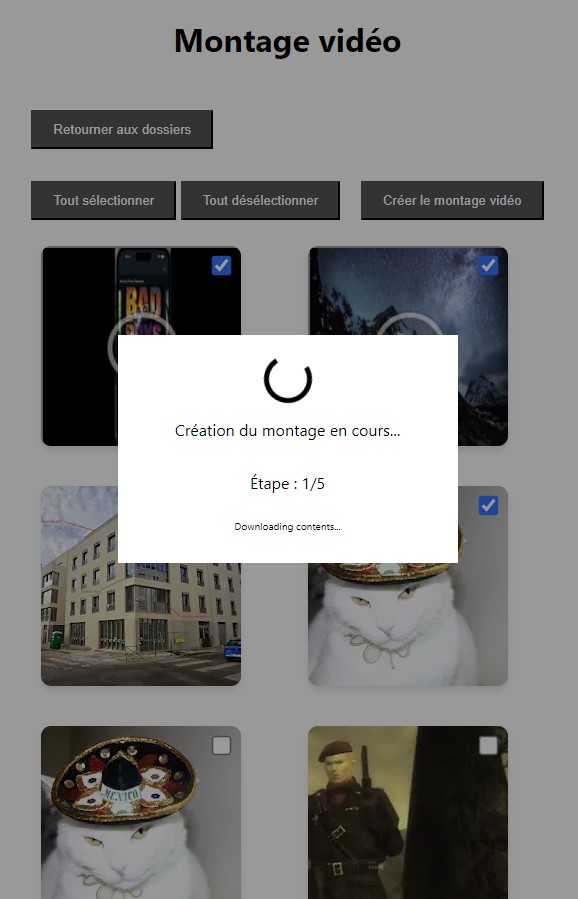 Montage vidéo
Retourner aux dossiers
Tout sélectionner
Tout désélectionner
Créer le montage vidéo
BAD
BOYS
Création du montage en cours...
Étape : 1/5
Downloading contents...
MEXICO